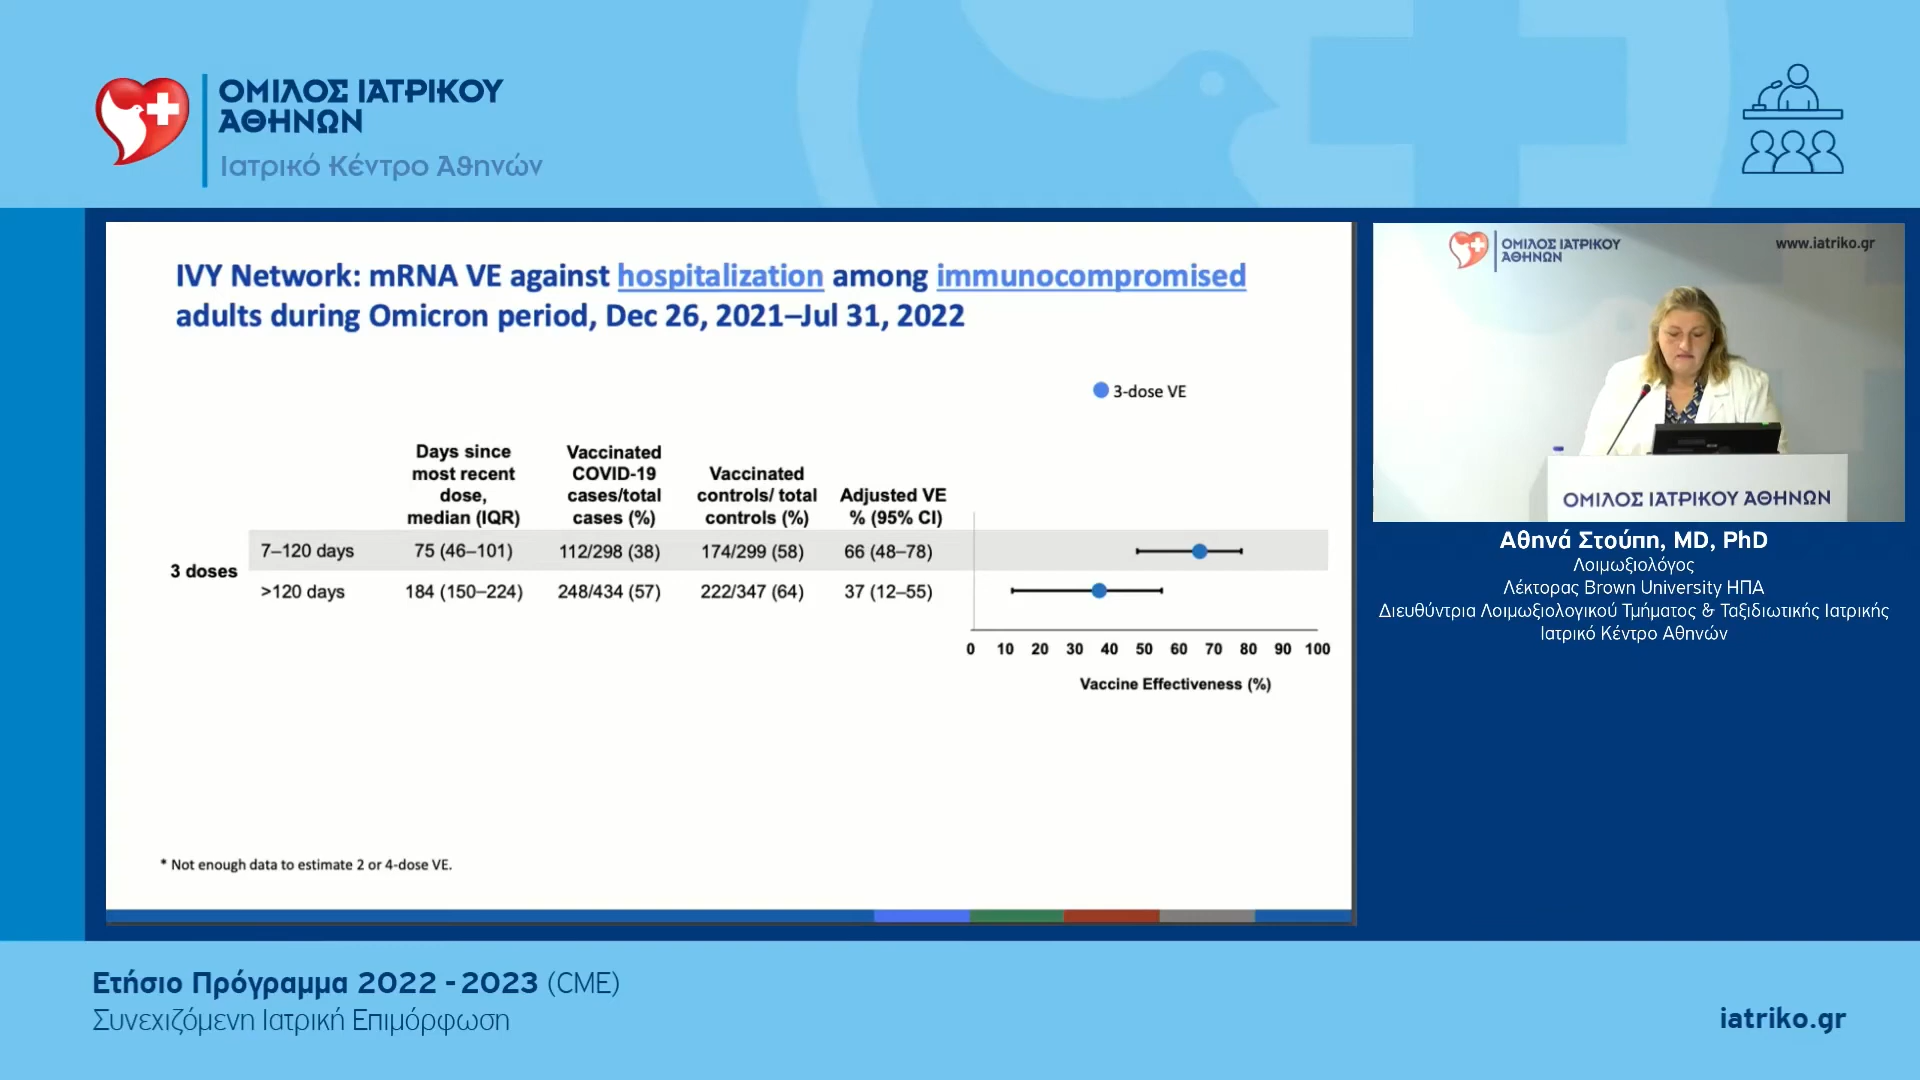 ΟΜΙΛΟΣ ΙΑΤΡΙΚΟΥ
ΑΘΗΝΩΝ
Ιατρικό Κέντρο Αθηνών
IVY Network: mRNA VE against hospitalization among immunocompromised
adults during Omicron period, Dec 26, 2021–Jul 31, 2022
3-dose VE
Days since
most recent
dose,
median (IQR)
Vaccinated
COVID-19
cases/total
cases (%)
Vaccinated
controls/ total
controls (%)
Adjusted VE
% (95% CI)
3 doses
7–120 days 75 (46–101) 112/298 (38) 174/299 (58) 66 (48–78)
>120 days 184 (150–224) 248/434 (57) 222/347 (64) 37 (12–55)
0 10 20 30 40 50 60 70 80 90 100
Vaccine Effectiveness (%)
* Not enough data to estimate 2 or 4-dose VE.
ΟΜΙΛΟΣ ΙΑΤΡΙΚΟΥ
ΑΘΗΝΩΝ
www.iatriko.gr
ΟΜΙΛΟΣ ΙΑΤΡΙΚΟΥ ΑΘΗΝΩΝ
Αθηνά Στούπη, MD, PhD
Λοιμωξιολόγος
Λέκτορας Brown University ΗΠΑ
Διευθύντρια Λοιμωξιολογικού Τμήματος & Ταξιδιωτικής Ιατρικής
Ιατρικό Κέντρο Αθηνών
Ετήσιο Πρόγραμμα 2022 - 2023 (CME)
Συνεχιζόμενη Ιατρική Επιμόρφωση
iatriko.gr